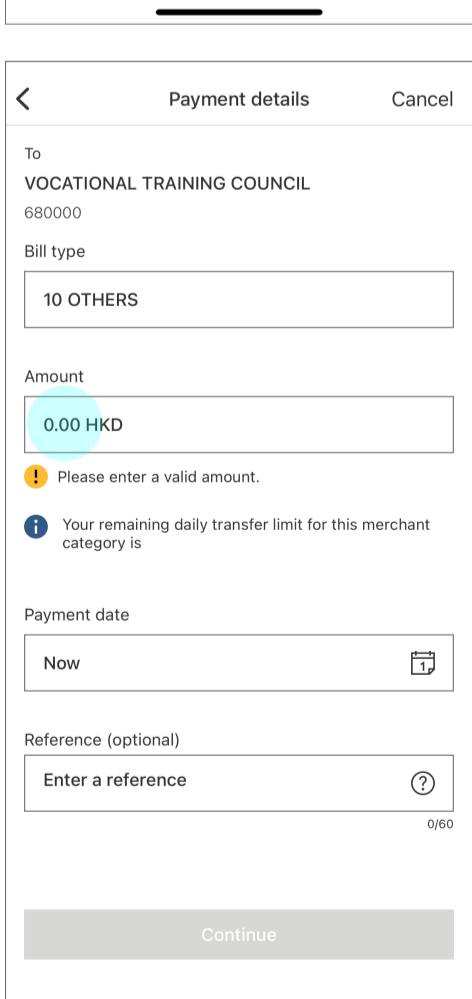 Payment details
Cancel
To
VOCATIONAL TRAINING COUNCIL
680000
Bill type
10 OTHERS
Amount
0.00 HKD
! Please enter a valid amount.
i Your remaining daily transfer limit for this merchant
category is
Payment date
Now
1
Reference (optional)
Enter a reference
?
0/60
Continue